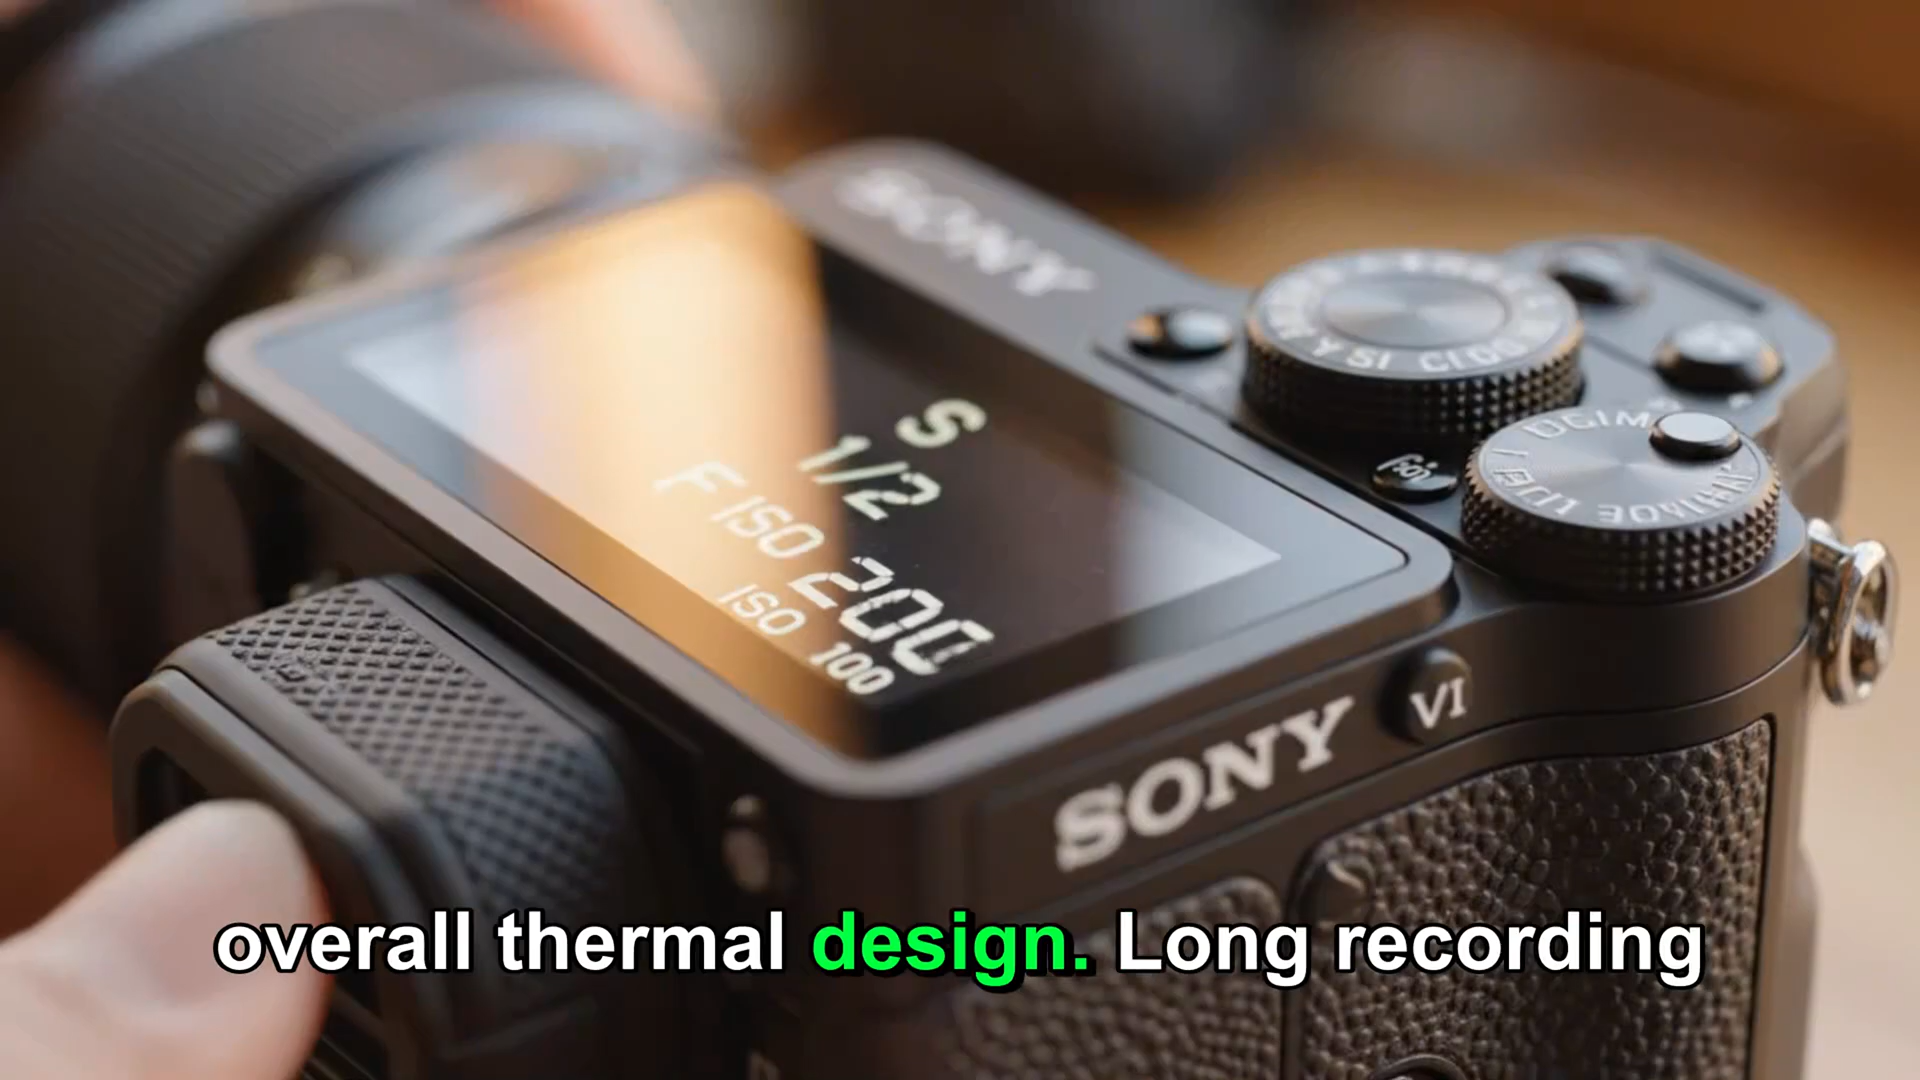 SONY
S
1/2
F ISO 200
ISO 100
SONY
VI
overall thermal design. Long recording